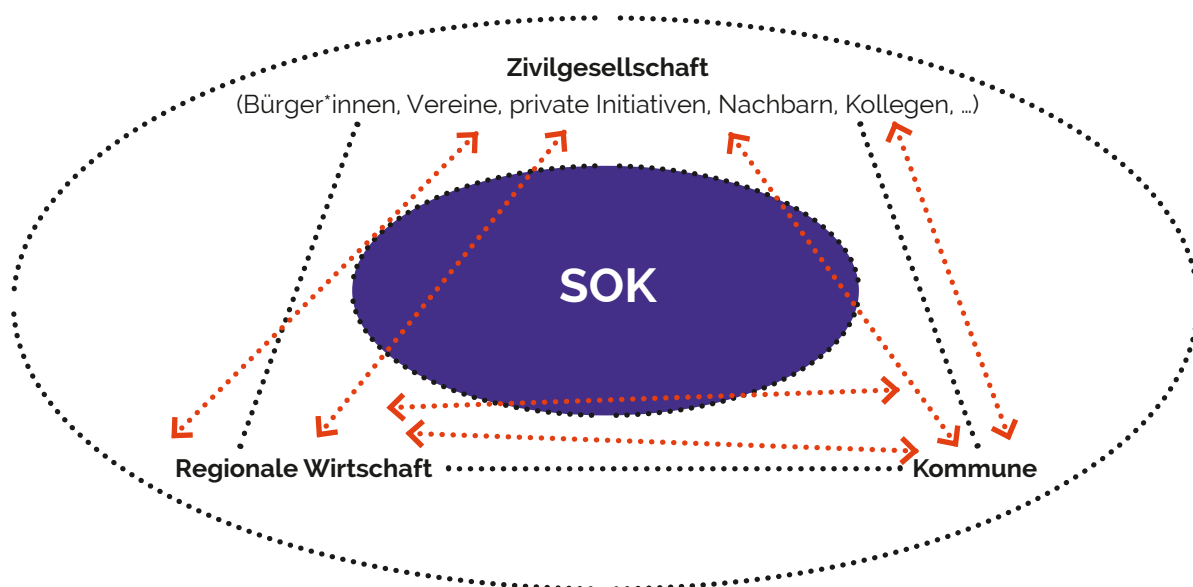 Zivilgesellschaft
(Bürger*innen, Vereine, private Initiativen, Nachbarn, Kollegen, ...)
SOK
Regionale Wirtschaft
Kommune